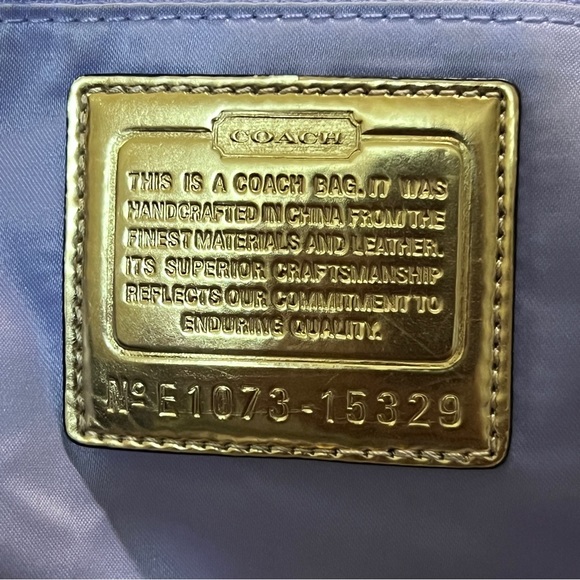 COACH
THIS IS A COACH BAG. IT WAS
HANDCRAFTED IN CHINA FROM THE
FINEST MATERIALS AND LEATHER.
ITS SUPERIOR CRAFTSMANSHIP
REFLECTS OUR COMMITMENT TO
ENDURING QUALITY.
Nº E1073-15329